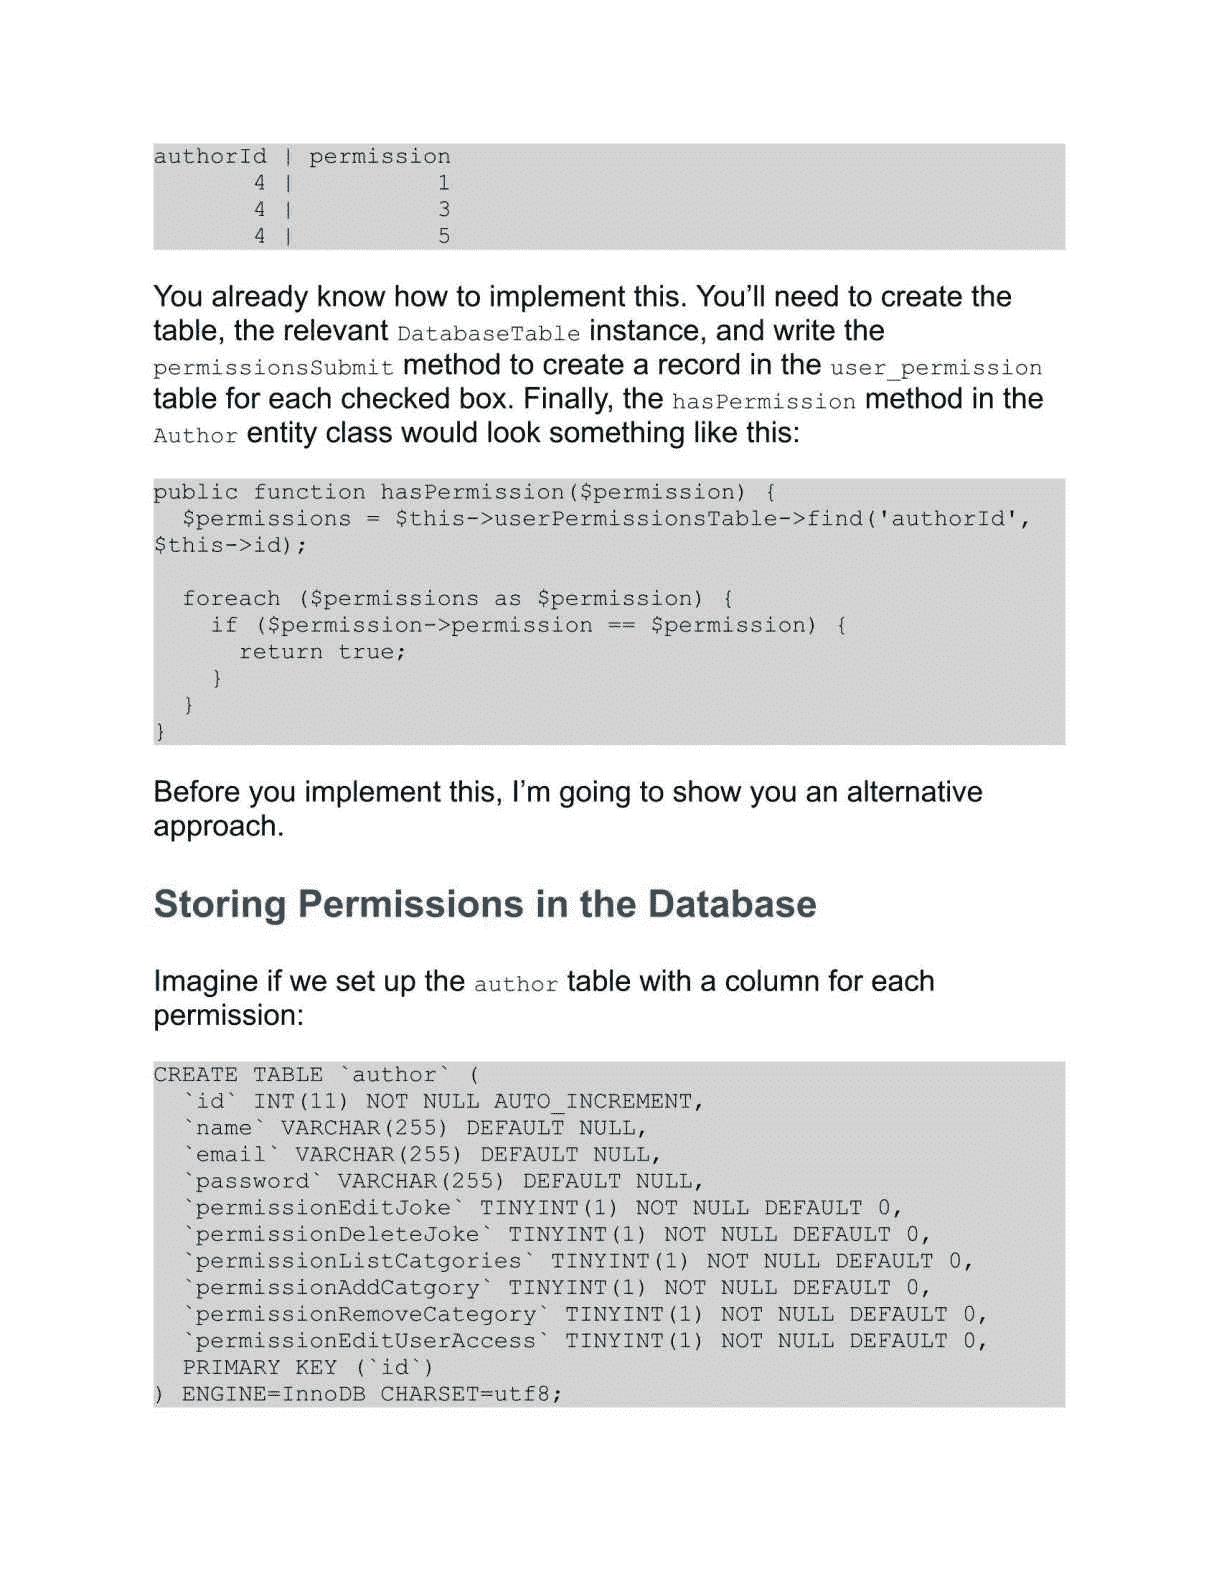 authorId | permission
       4 |          1
       4 |          3
       4 |          5
You already know how to implement this. You’ll need to create the
table, the relevant DatabaseTable instance, and write the
permissionsSubmit method to create a record in the user_permission
table for each checked box. Finally, the hasPermission method in the
Author entity class would look something like this:
public function hasPermission($permission) {
  $permissions = $this->userPermissionsTable->find('authorId',
$this->id);
  foreach ($permissions as $permission) {
    if ($permission->permission == $permission) {
      return true;
    }
  }
}
Before you implement this, I’m going to show you an alternative
approach.
Storing Permissions in the Database
Imagine if we set up the author table with a column for each
permission:
CREATE TABLE `author` (
  `id` INT(11) NOT NULL AUTO_INCREMENT,
  `name` VARCHAR(255) DEFAULT NULL,
  `email` VARCHAR(255) DEFAULT NULL,
  `password` VARCHAR(255) DEFAULT NULL,
  `permissionEditJoke` TINYINT(1) NOT NULL DEFAULT 0,
  `permissionDeleteJoke` TINYINT(1) NOT NULL DEFAULT 0,
  `permissionListCatgories` TINYINT(1) NOT NULL DEFAULT 0,
  `permissionAddCatgory` TINYINT(1) NOT NULL DEFAULT 0,
  `permissionRemoveCategory` TINYINT(1) NOT NULL DEFAULT 0,
  `permissionEditUserAccess` TINYINT(1) NOT NULL DEFAULT 0,
  PRIMARY KEY (`id`)
) ENGINE=InnoDB CHARSET=utf8;